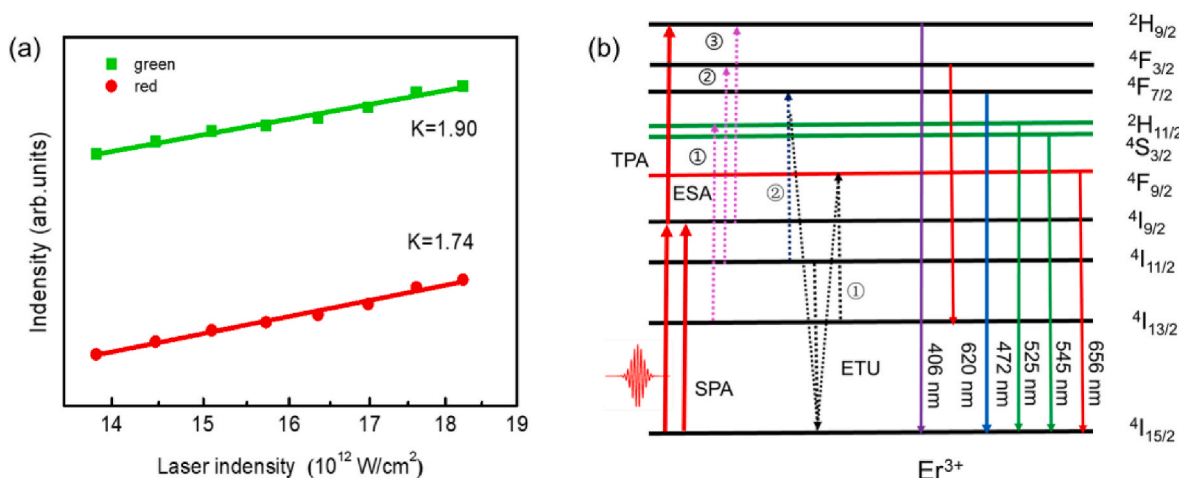 (a)
green
red
K=1.90
K=1.74
Indensity (arb.units)
14 15 16 17 18 19
Laser indensity (10¹² W/cm²)
(b)
²H9/2
⁴F3/2
⁴F7/2
²H11/2
⁴S3/2
⁴F9/2
⁴I9/2
⁴I11/2
⁴I13/2
⁴I15/2
③
②
①
TPA
ESA
②
①
ETU
SPA
406 nm
620 nm
472 nm
525 nm
545 nm
656 nm
Er³⁺